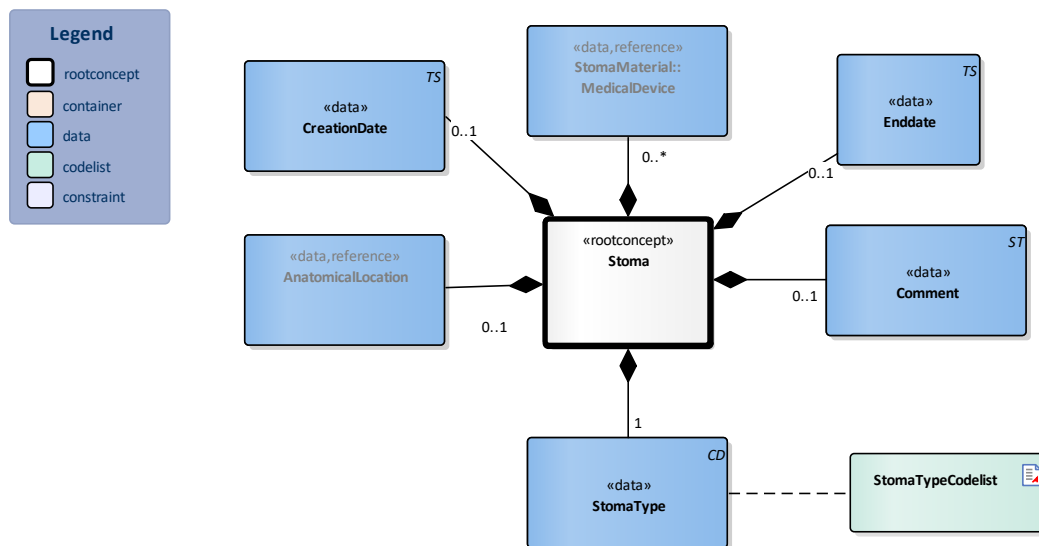 Legend
rootconcept
container
data
codelist
constraint
TS
«data»
CreationDate
0..1
«data,reference»
StomaMaterial::
MedicalDevice
0..*
TS
«data»
Enddate
0..1
«data,reference»
AnatomicalLocation
0..1
«rootconcept»
Stoma
ST
«data»
Comment
0..1
1
CD
«data»
StomaType
StomaTypeCodelist